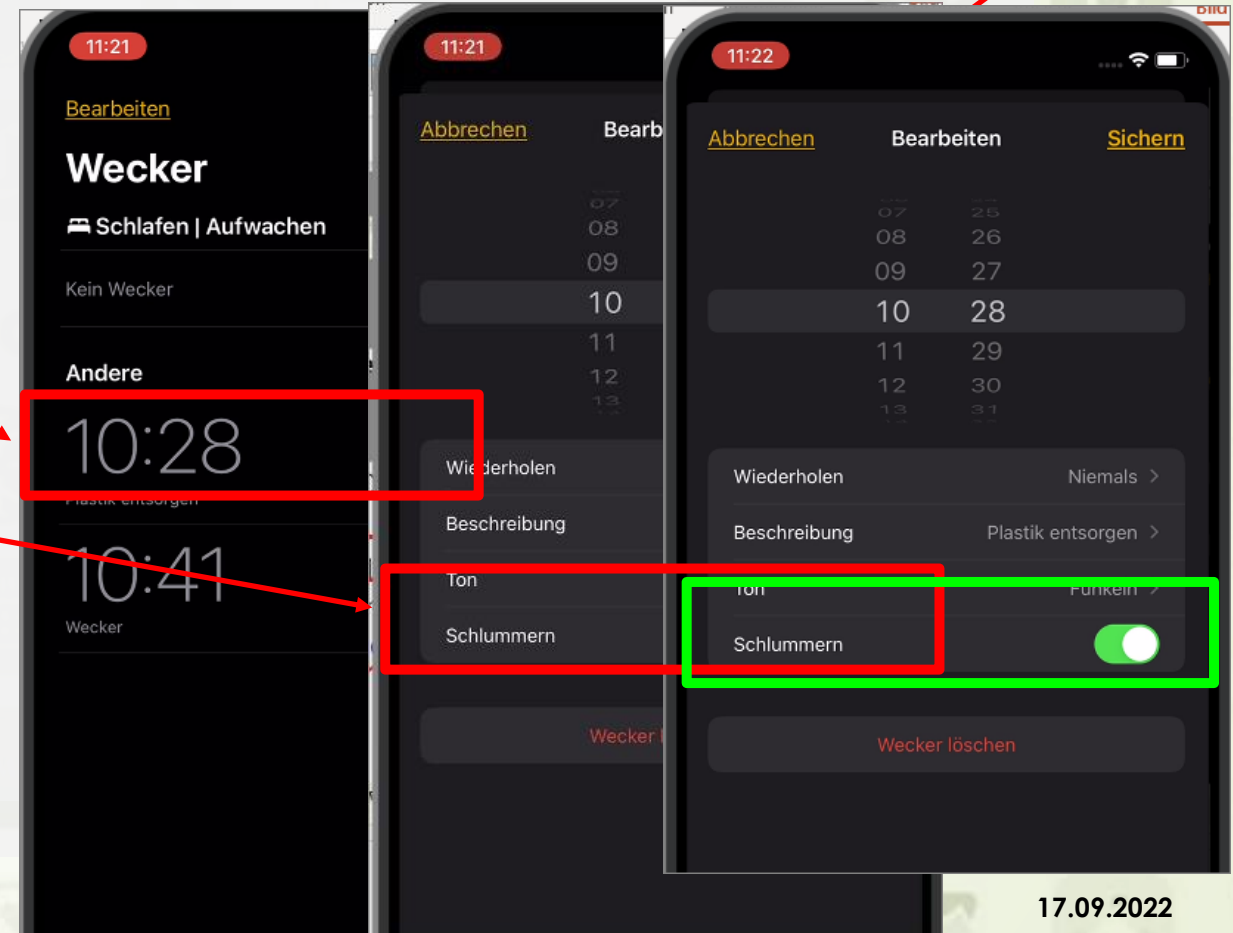 Bild
11:21
Bearbeiten
Wecker
Schlafen | Aufwachen
Kein Wecker
Andere
10:28
Plastik entsorgen
10:41
Wecker
11:21
Abbrechen Bearb
07
08
09
10
11
12
13
Wiederholen
Beschreibung
Ton
Schlummern
Wecker
11:22
Abbrechen Bearbeiten Sichern
07 25
08 26
09 27
10 28
11 29
12 30
13 31
Wiederholen Niemals >
Beschreibung Plastik entsorgen >
Ton Funkeln >
Schlummern
Wecker löschen
17.09.2022